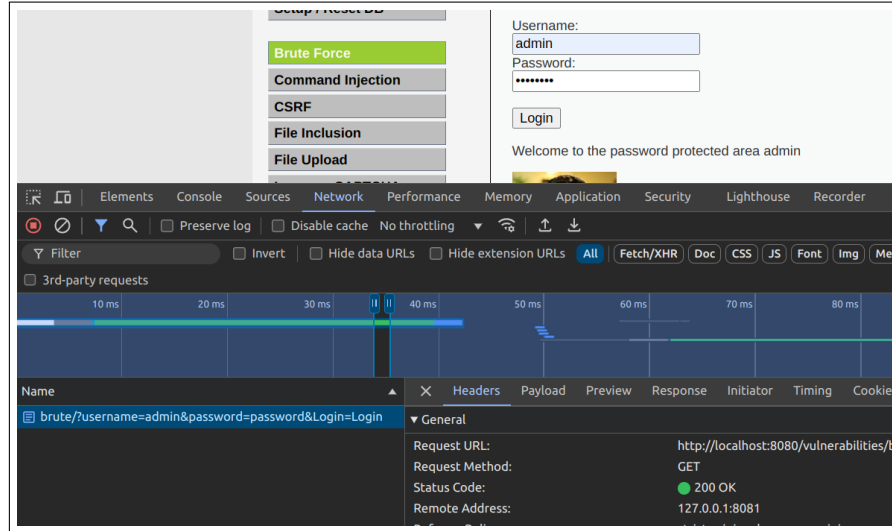 Setup / Reset DB
Brute Force
Command Injection
CSRF
File Inclusion
File Upload
Username:
admin
Password:
••••••••
Login
Welcome to the password protected area admin
Elements Console Sources Network Performance Memory Application Security Lighthouse Recorder
Preserve log Disable cache No throttling
Filter Invert Hide data URLs Hide extension URLs All Fetch/XHR Doc CSS JS Font Img Me
3rd-party requests
10 ms 20 ms 30 ms 40 ms 50 ms 60 ms 70 ms 80 ms
Name
brute/?username=admin&password=password&Login=Login
Headers Payload Preview Response Initiator Timing Cookie
General
Request URL: http://localhost:8080/vulnerabilities/b
Request Method: GET
Status Code: 200 OK
Remote Address: 127.0.0.1:8081